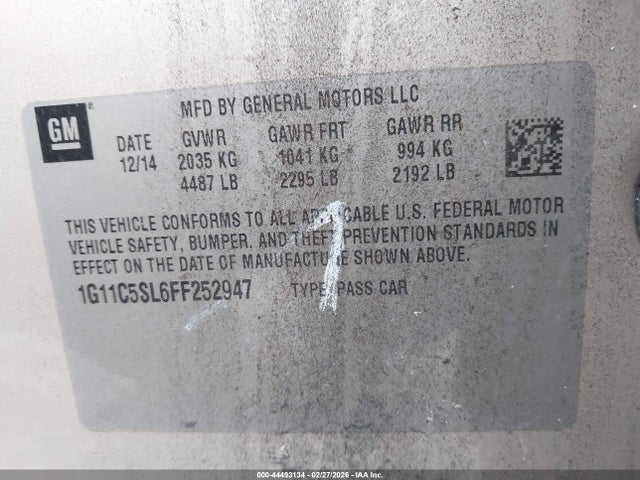 GM
®
MFD BY GENERAL MOTORS LLC
DATE GVWR GAWR FRT GAWR RR
12/14 2035 KG 1041 KG 994 KG
4487 LB 2295 LB 2192 LB
THIS VEHICLE CONFORMS TO ALL APPLICABLE U.S. FEDERAL MOTOR
VEHICLE SAFETY, BUMPER, AND THEFT PREVENTION STANDARDS IN
EFFECT ON THE DATE OF MANUFACTURE SHOWN ABOVE.
1G11C5SL6FF252947 TYPE: PASS CAR
1
000-44493134 - 02/27/2026 - IAAI.CA